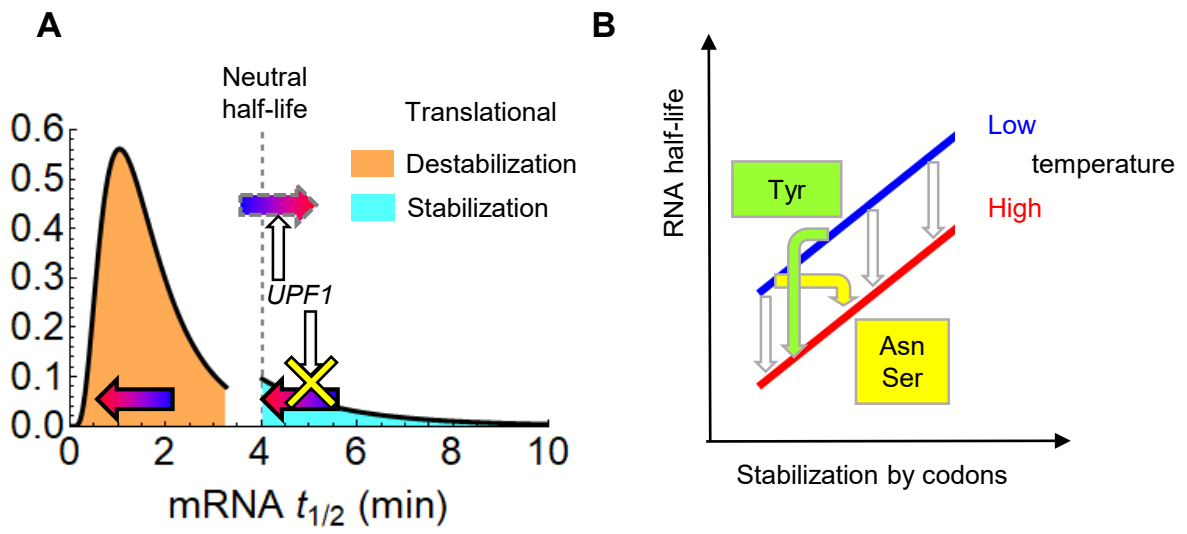 A
Neutral
half-life
Translational
Destabilization
Stabilization
UPF1
0.6
0.5
0.4
0.3
0.2
0.1
0.0
0
2
4
6
8
10
mRNA t1/2 (min)
B
RNA half-life
Low
temperature
High
Tyr
Asn
Ser
Stabilization by codons